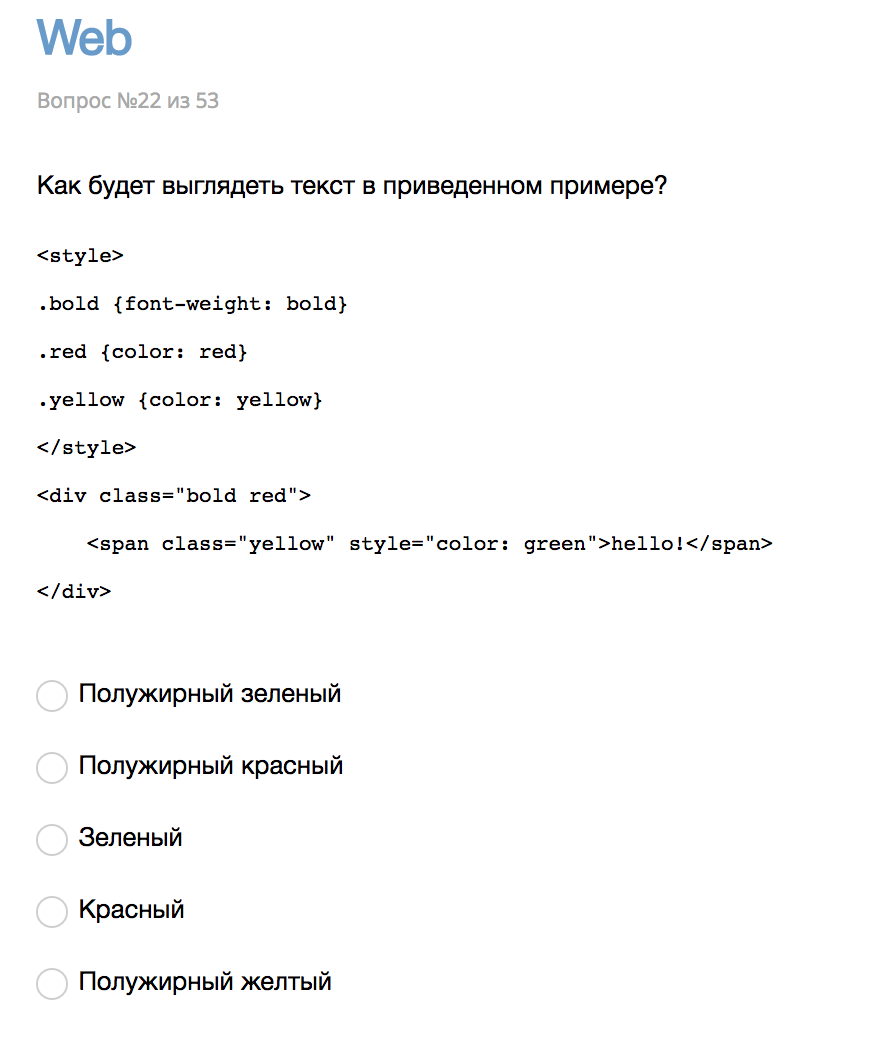 Web
Вопрос №22 из 53
Как будет выглядеть текст в приведенном примере?
<style>
.bold {font-weight: bold}
.red {color: red}
.yellow {color: yellow}
</style>
<div class="bold red">
    <span class="yellow" style="color: green">hello!</span>
</div>
Полужирный зеленый
Полужирный красный
Зеленый
Красный
Полужирный желтый